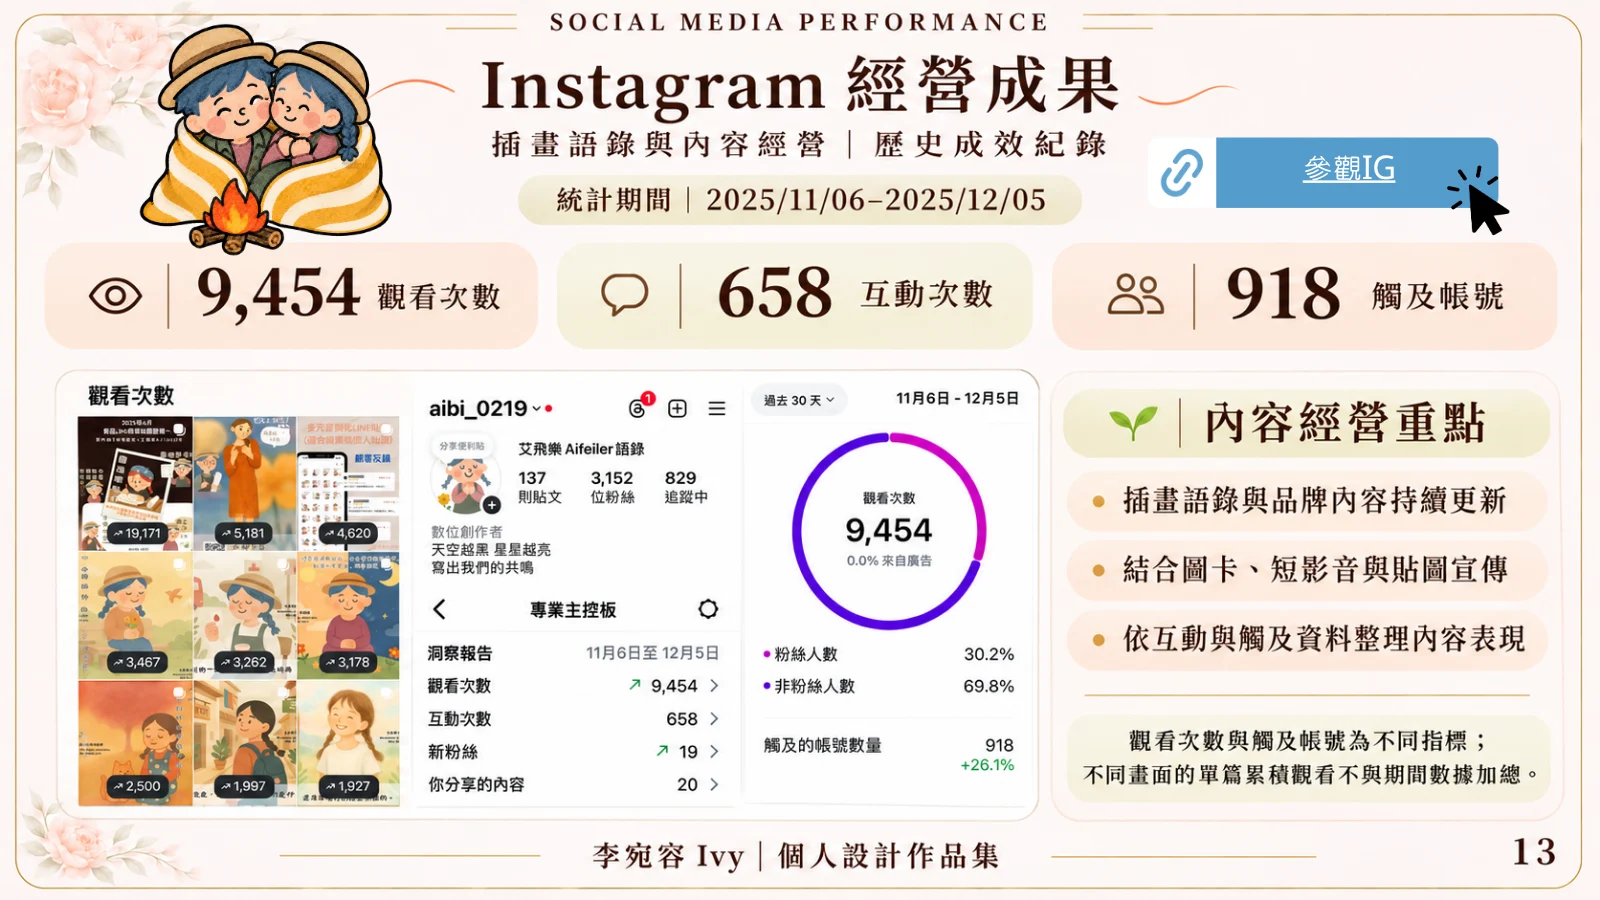 SOCIAL MEDIA PERFORMANCE
Instagram 經營成果
插畫語錄與內容經營｜歷史成效紀錄
統計期間｜2025/11/06–2025/12/05
參觀IG
9,454 觀看次數
658 互動次數
918 觸及帳號
觀看次數
19,171
5,181
4,620
3,467
3,262
3,178
2,500
1,997
1,927
aibi_0219
1
分享便利貼
艾飛樂 Aifeiler 語錄
137 3,152 829
則貼文 位粉絲 追蹤中
數位創作者
天空越黑 星星越亮
寫出我們的共鳴
專業主控板
洞察報告 11月6日至 12月5日
觀看次數 9,454
互動次數 658
新粉絲 19
你分享的內容 20
過去 30 天 11月6日 - 12月5日
觀看次數
9,454
0.0% 來自廣告
粉絲人數 30.2%
非粉絲人數 69.8%
觸及的帳號數量 918
+26.1%
內容經營重點
插畫語錄與品牌內容持續更新
結合圖卡、短影音與貼圖宣傳
依互動與觸及資料整理內容表現
觀看次數與觸及帳號為不同指標；
不同畫面的單篇累積觀看不與期間數據加總。
李宛容 Ivy｜個人設計作品集
13